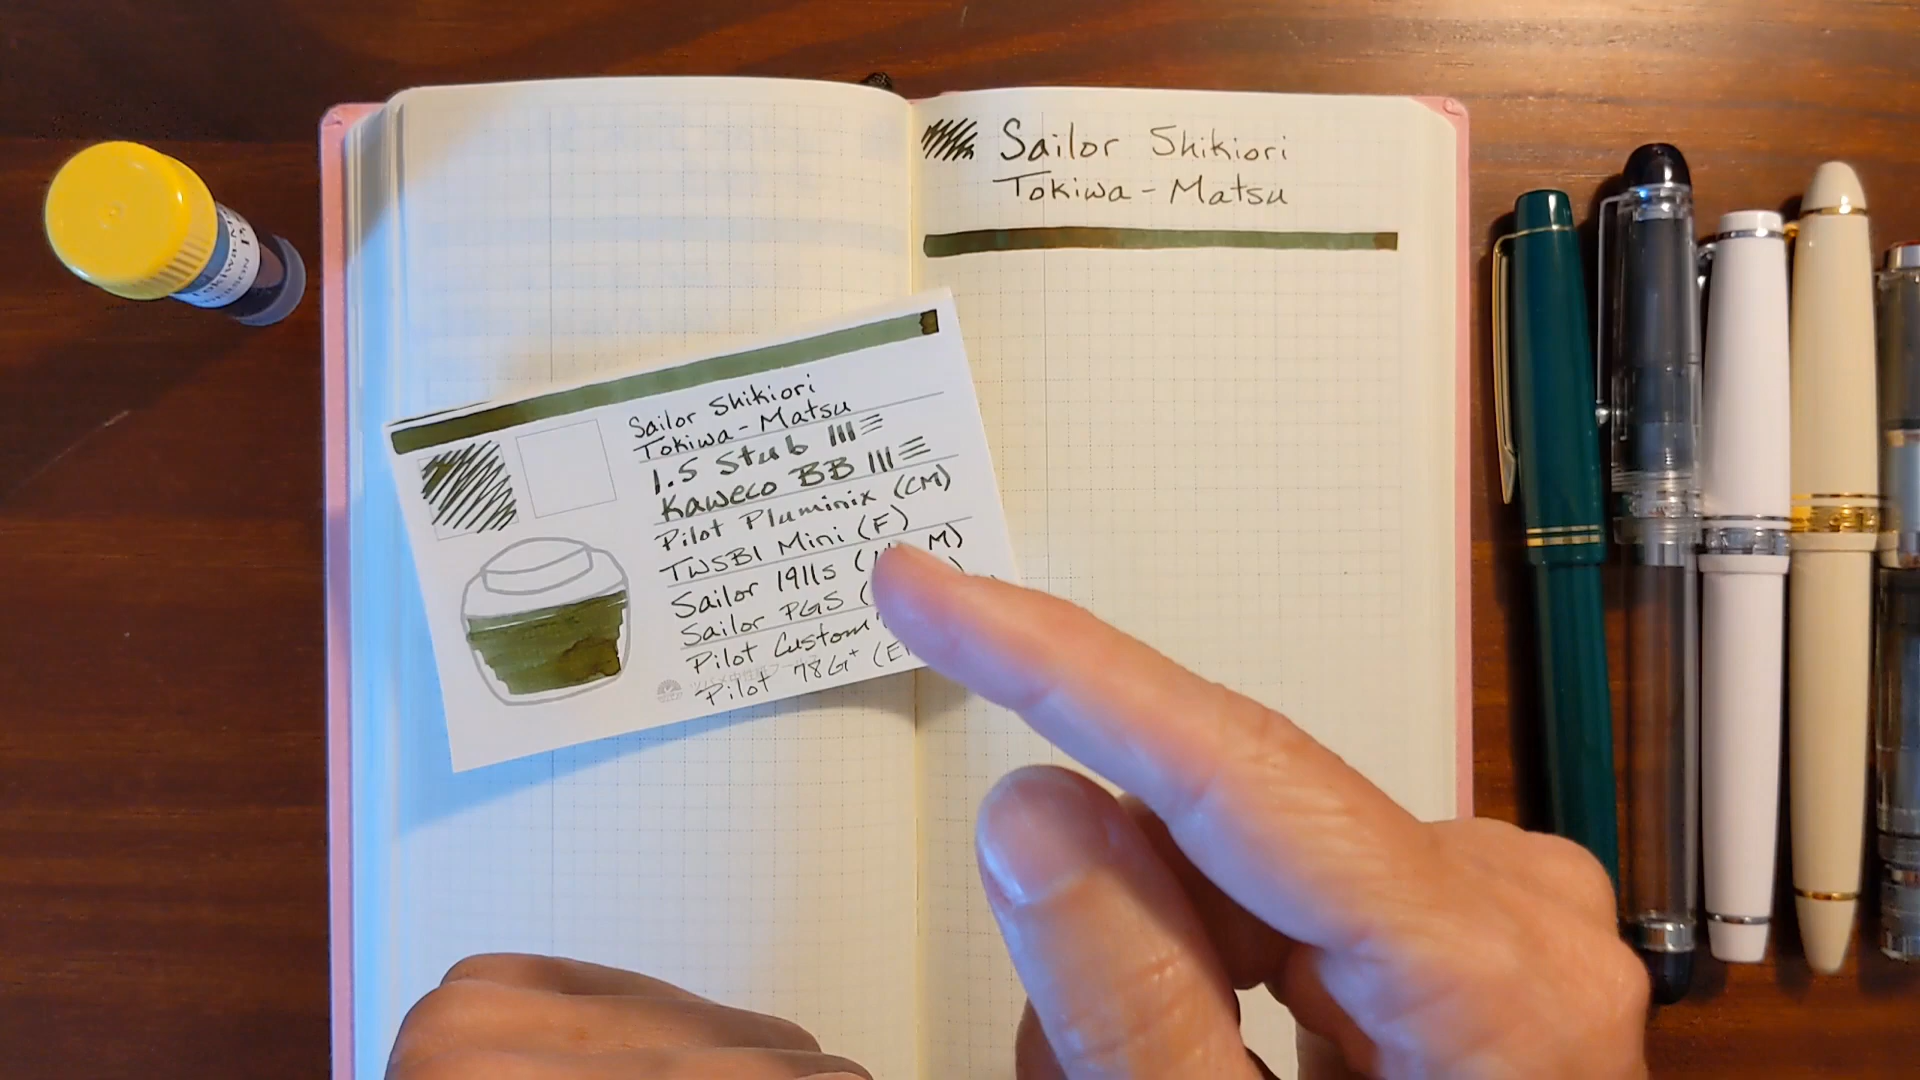 Sailor Shikiori
Tokiwa-Matsu
Sailor Shikiori
Tokiwa-Matsu
1.5 Stub
Kaweco BB
Pilot Pluminix (CM)
TWSBI Mini (F)
Sailor 1911s ( M)
Sailor PGS (
Pilot Custom
Pilot 78G+ (